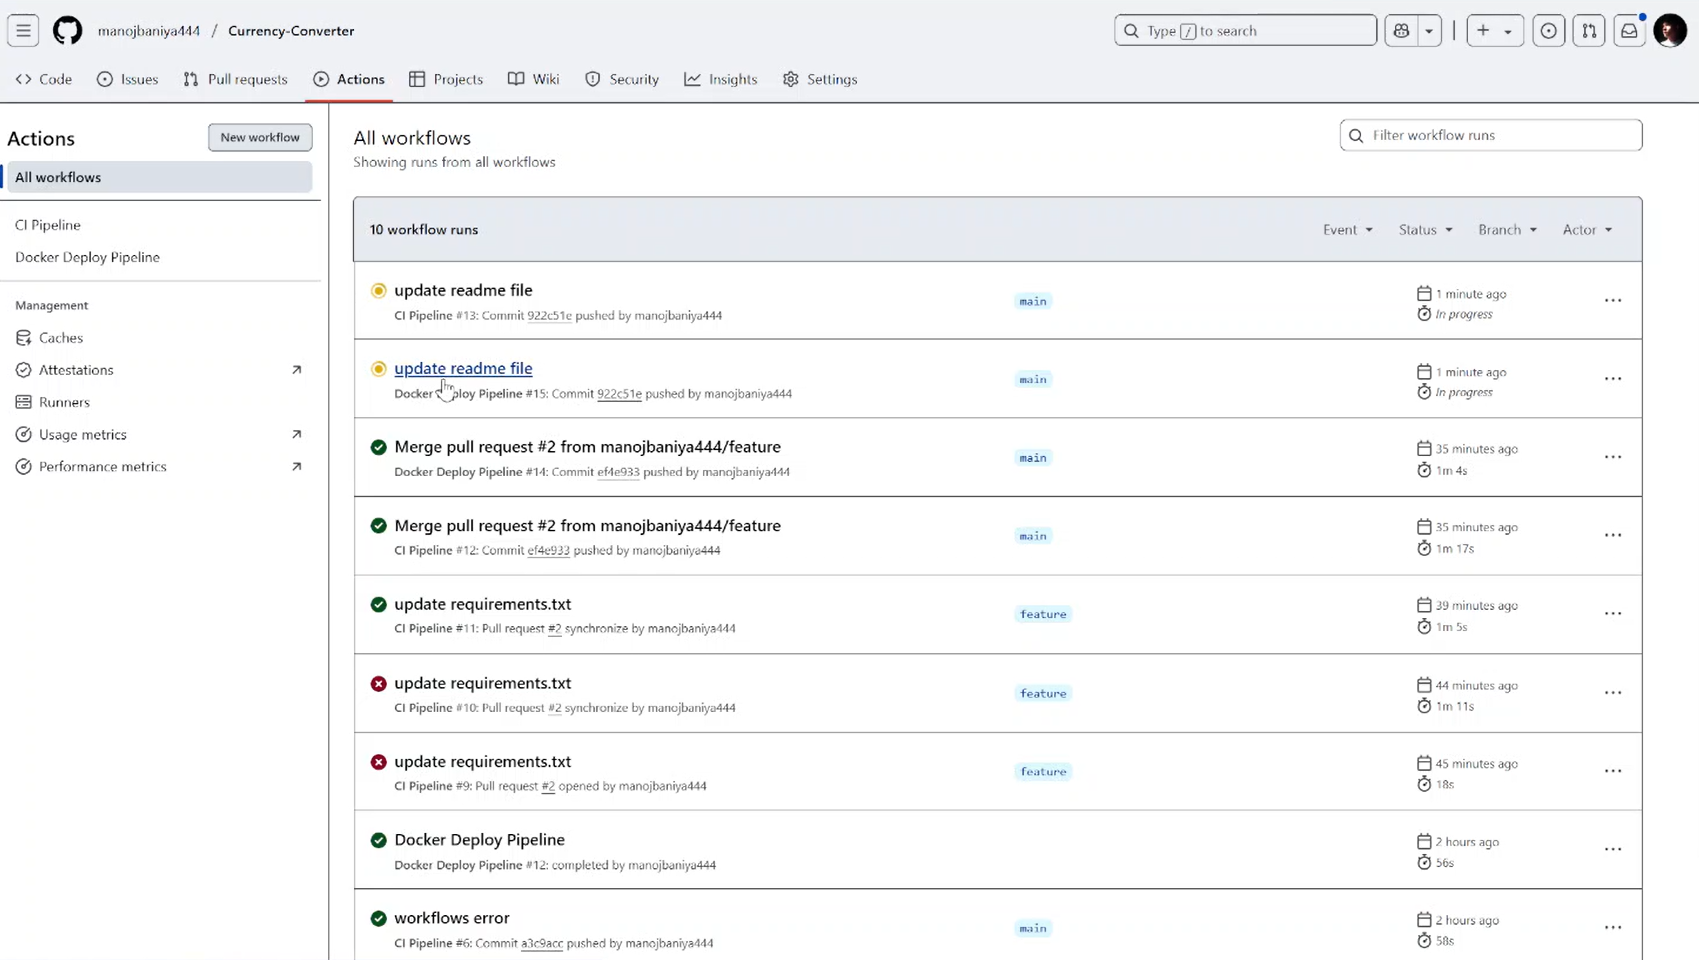 manojbaniya444 / Currency-Converter
Type / to search
Code
Issues
Pull requests
Actions
Projects
Wiki
Security
Insights
Settings
Actions
New workflow
All workflows
CI Pipeline
Docker Deploy Pipeline
Management
Caches
Attestations
Runners
Usage metrics
Performance metrics
All workflows
Showing runs from all workflows
Filter workflow runs
10 workflow runs
Event
Status
Branch
Actor
update readme file
CI Pipeline #13: Commit 922c51e pushed by manojbaniya444
main
1 minute ago
In progress
update readme file
Docker Deploy Pipeline #15: Commit 922c51e pushed by manojbaniya444
main
1 minute ago
In progress
Merge pull request #2 from manojbaniya444/feature
Docker Deploy Pipeline #14: Commit ef4e933 pushed by manojbaniya444
main
35 minutes ago
1m 4s
Merge pull request #2 from manojbaniya444/feature
CI Pipeline #12: Commit ef4e933 pushed by manojbaniya444
main
35 minutes ago
1m 17s
update requirements.txt
CI Pipeline #11: Pull request #2 synchronize by manojbaniya444
feature
39 minutes ago
1m 5s
update requirements.txt
CI Pipeline #10: Pull request #2 synchronize by manojbaniya444
feature
44 minutes ago
1m 11s
update requirements.txt
CI Pipeline #9: Pull request #2 opened by manojbaniya444
feature
45 minutes ago
18s
Docker Deploy Pipeline
Docker Deploy Pipeline #12: completed by manojbaniya444
2 hours ago
56s
workflows error
CI Pipeline #6: Commit a3c9acc pushed by manojbaniya444
main
2 hours ago
58s